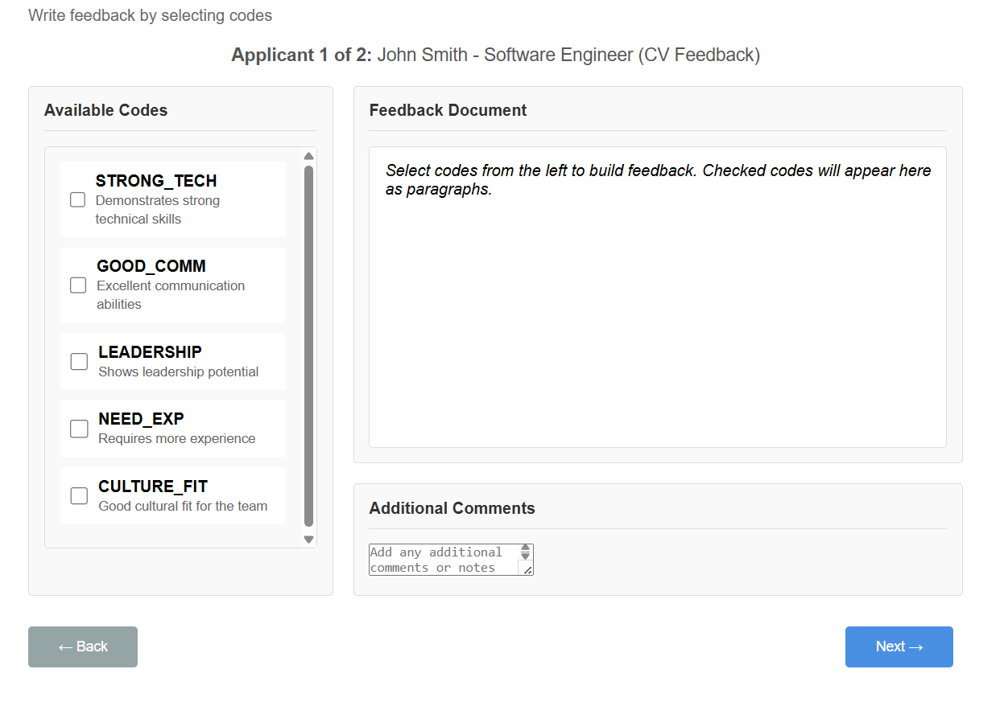 Write feedback by selecting codes
Applicant 1 of 2: John Smith - Software Engineer (CV Feedback)
Available Codes
STRONG_TECH
Demonstrates strong
technical skills
GOOD_COMM
Excellent communication
abilities
LEADERSHIP
Shows leadership potential
NEED_EXP
Requires more experience
CULTURE_FIT
Good cultural fit for the team
Feedback Document
Select codes from the left to build feedback. Checked codes will appear here
as paragraphs.
Additional Comments
Add any additional
comments or notes
← Back
Next →